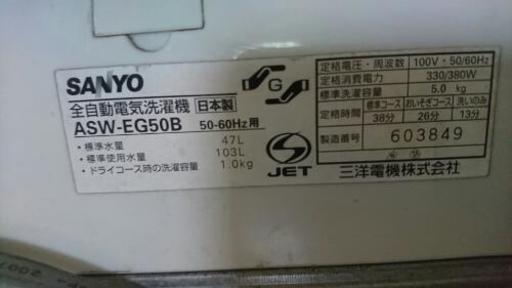 SANYO
全自動電気洗濯機 日本製
ASW-EG50B 50-60Hz用
・標準水量 47L
・標準使用水量 103L
・ドライコース時の洗濯容量 1.0kg
G
S
JET
定格電圧・周波数 100V・50/60Hz
定格消費電力 330/380W
標準洗濯容量 5.0 kg
定格時間 標準コース おいそぎコース 洗いのみ
38分 26分 13分
製造番号 603849
三洋電機株式会社